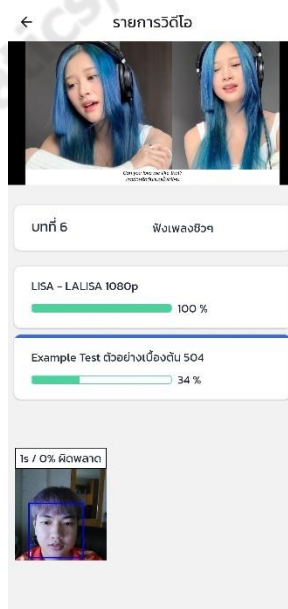 รายการวิดีโอ
Can you love me like that?
บทที่ 6
ฟังเพลงชิวๆ
LISA - LALISA 1080p
100 %
Example Test ตัวอย่างเบื้องต้น 504
34 %
1s / 0% ผิดพลาด